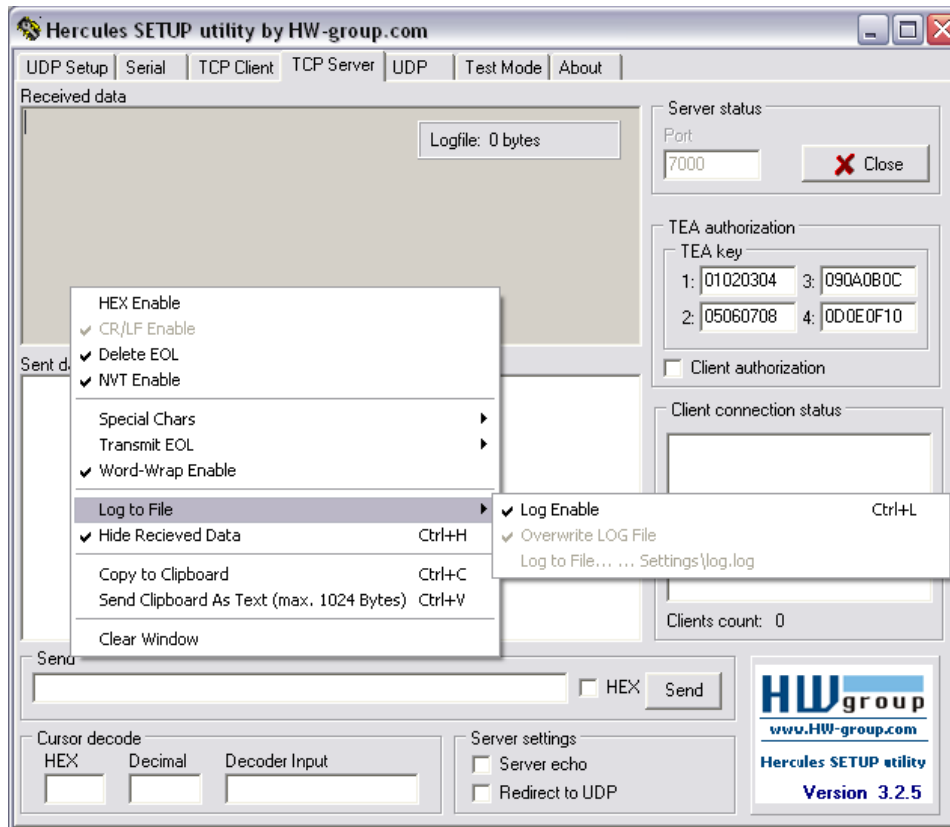 Hercules SETUP utility by HW-group.com
UDP Setup Serial TCP Client TCP Server UDP Test Mode About
Received data
Logfile: 0 bytes
Server status
Port
7000 Close
TEA authorization
TEA key
1: 01020304 3: 090A0B0C
2: 05060708 4: 0D0E0F10
Client authorization
Client connection status
Clients count: 0
HEX Enable
CR/LF Enable
Delete EOL
NVT Enable
Special Chars
Transmit EOL
Word-Wrap Enable
Log to File
Hide Recieved Data Ctrl+H
Copy to Clipboard Ctrl+C
Send Clipboard As Text (max. 1024 Bytes) Ctrl+V
Clear Window
Log Enable Ctrl+L
Overwrite LOG File
Log to File... ... Settings\log.log
Sent d
Send
HEX Send
Cursor decode
HEX Decimal Decoder Input
Server settings
Server echo
Redirect to UDP
HWgroup
www.HW-group.com
Hercules SETUP utility
Version 3.2.5